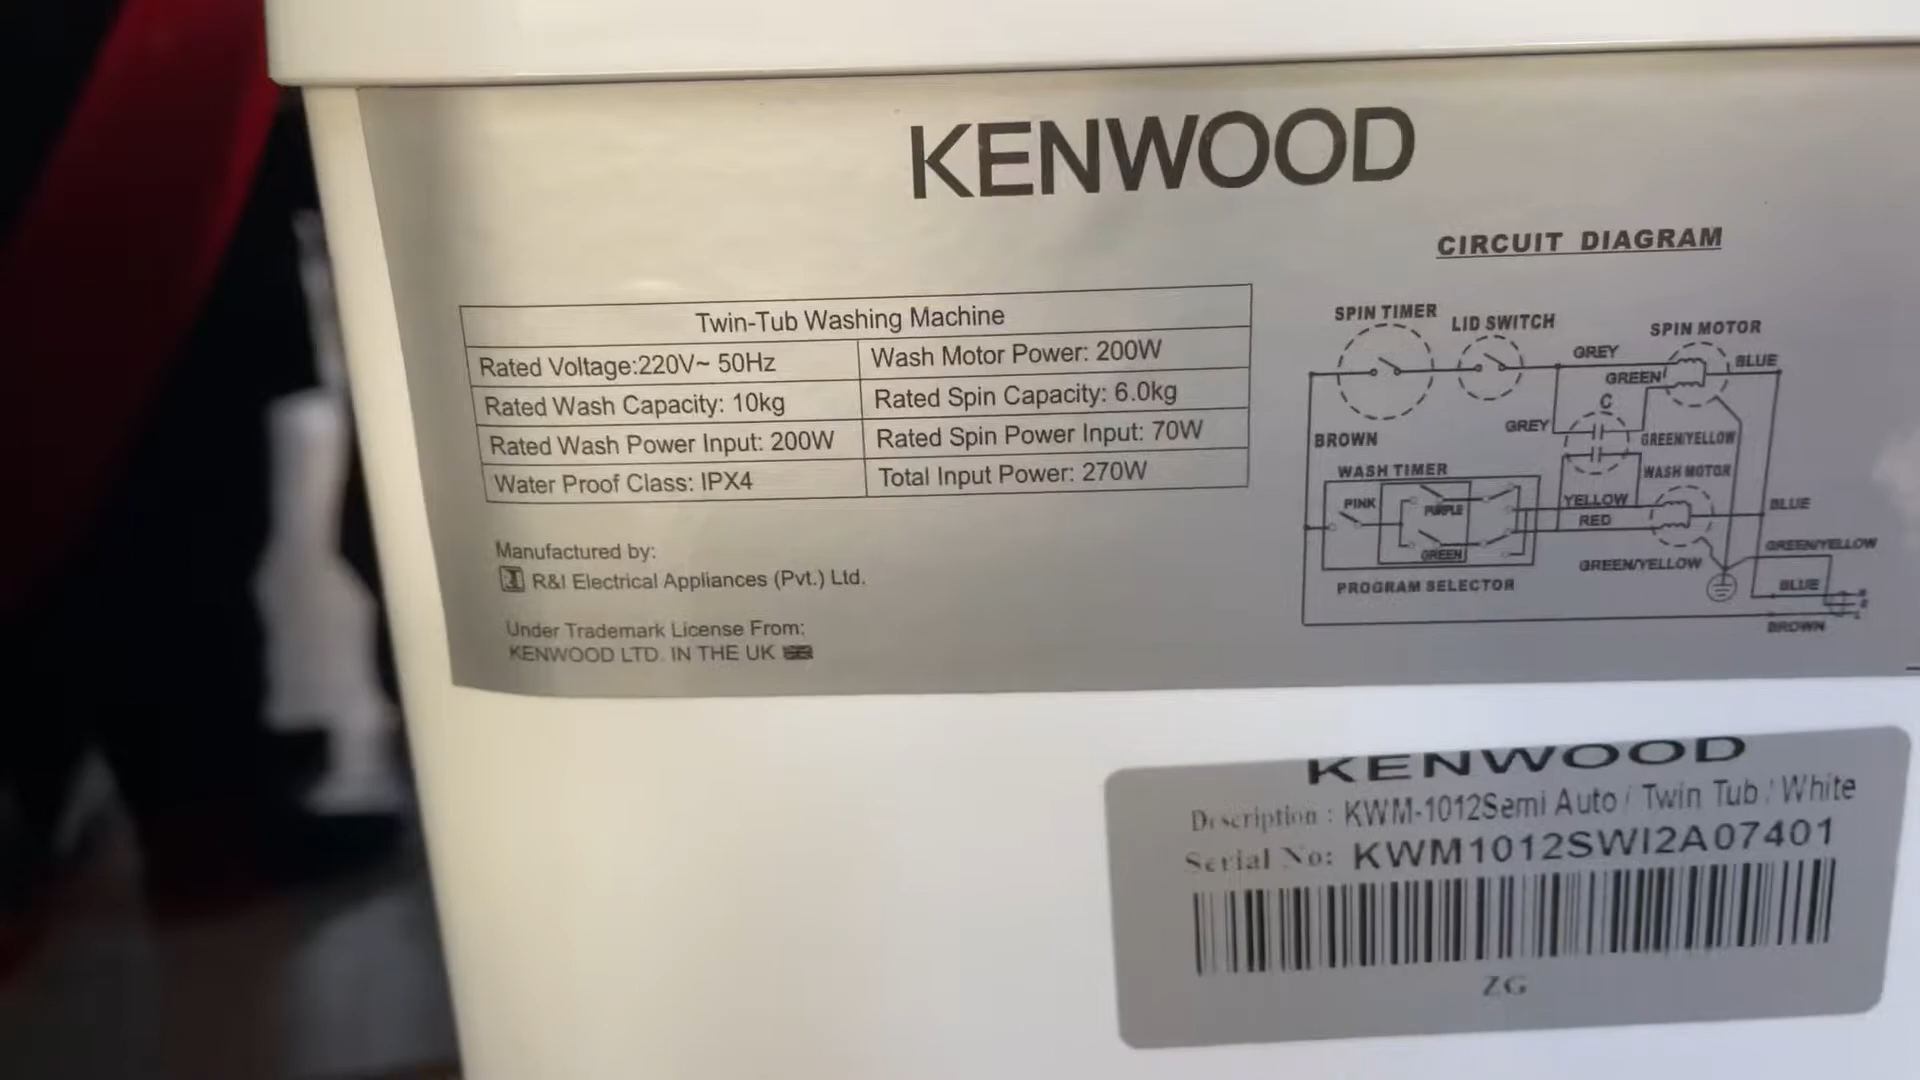 KENWOOD
CIRCUIT DIAGRAM
Twin-Tub Washing Machine
Rated Voltage:220V~ 50Hz
Wash Motor Power: 200W
Rated Wash Capacity: 10kg
Rated Spin Capacity: 6.0kg
Rated Wash Power Input: 200W
Rated Spin Power Input: 70W
Water Proof Class: IPX4
Total Input Power: 270W
Manufactured by:
R&I Electrical Appliances (Pvt.) Ltd.
Under Trademark License From:
KENWOOD LTD. IN THE UK
SPIN TIMER
LID SWITCH
SPIN MOTOR
GREY
BLUE
GREEN
C
GREY
BROWN
GREEN/YELLOW
WASH TIMER
WASH MOTOR
PINK
PURPLE
YELLOW
BLUE
RED
GREEN
GREEN/YELLOW
GREEN/YELLOW
PROGRAM SELECTOR
BLUE
BROWN
KENWOOD
Description : KWM-1012Semi Auto / Twin Tub / White
Serial No: KWM1012SWI2A07401
ZG